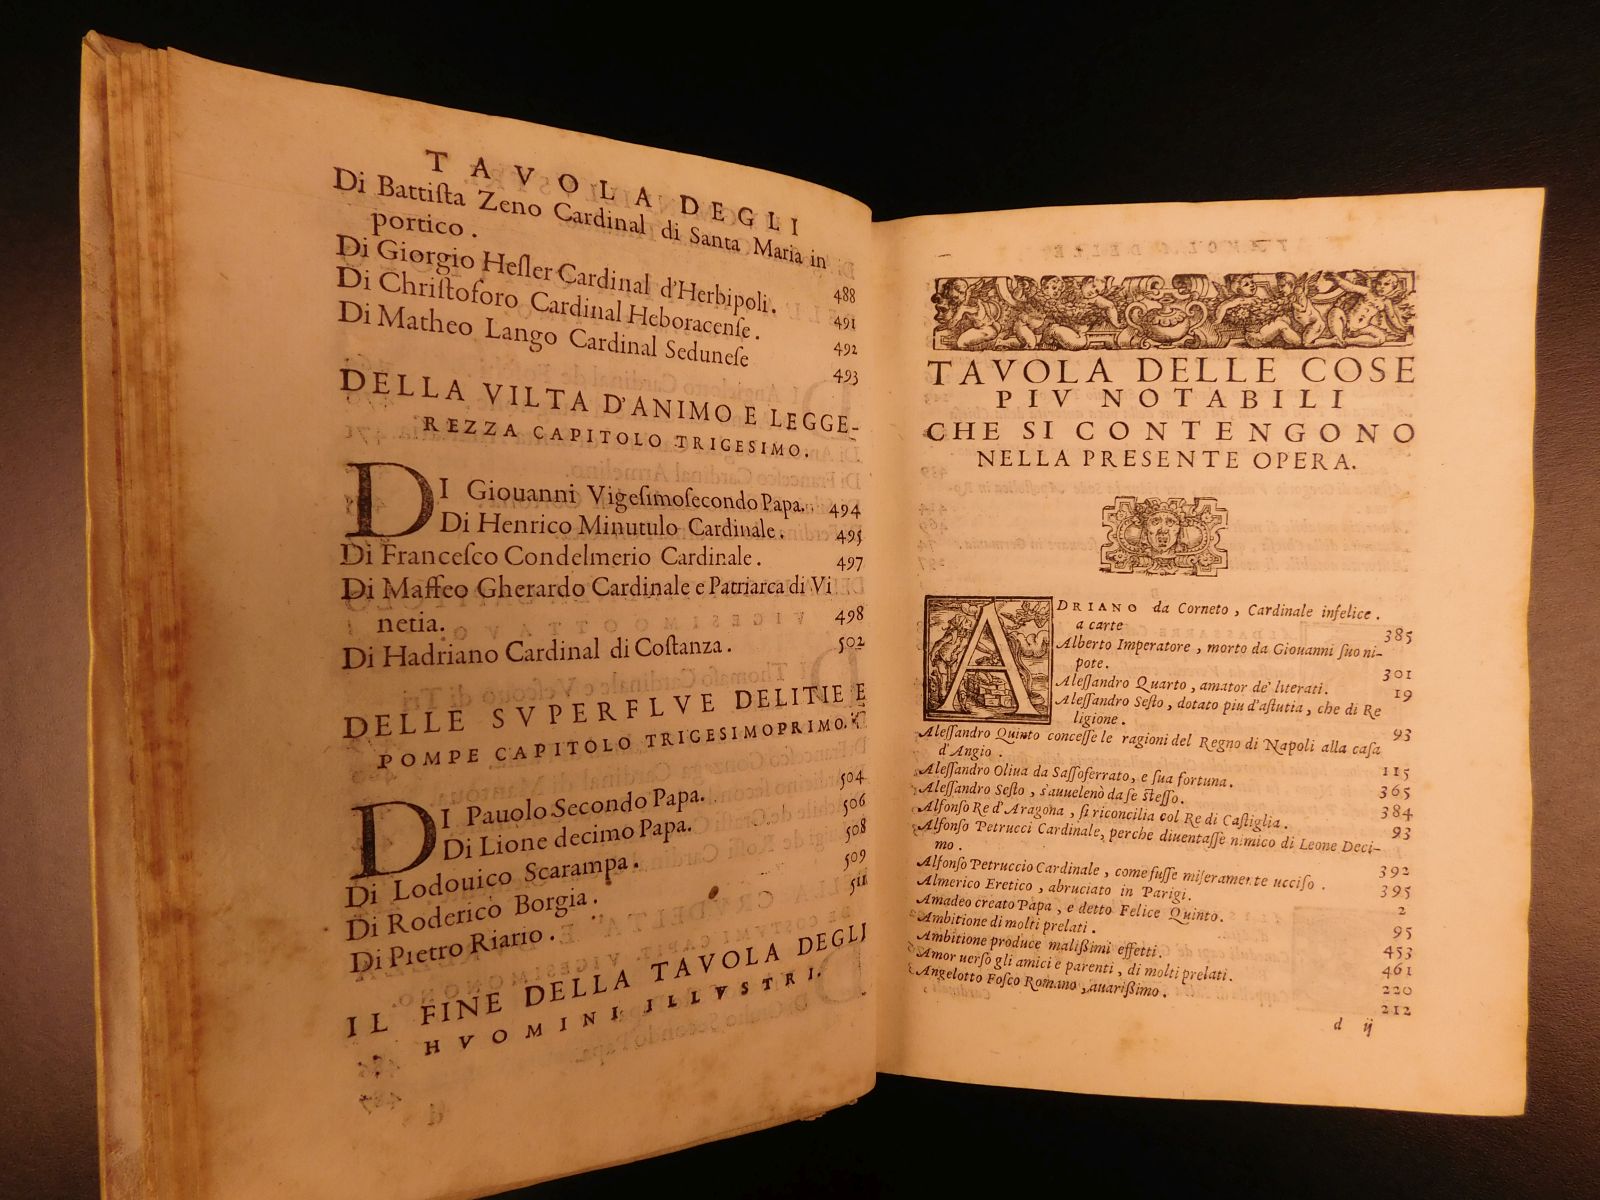 TAVOLA DEGLI
Di Battiſta Zeno Cardinal di Santa Maria in
portico . 488
Di Giorgio Heſler Cardinal d'Herbipoli. 491
Di Chriſtoforo Cardinal Heboracenſe . 492
Di Matheo Lango Cardinal Seduneſe 493
DELLA VILTA D'ANIMO E LEGGE-
REZZA CAPITOLO TRIGESIMO.
DI Giouanni Vigeſimoſecondo Papa. 494
Di Henrico Minutulo Cardinale . 495
Di Franceſco Condelmerio Cardinale . 497
Di Maffeo Gherardo Cardinale e Patriarca di Vi
netia. 498
Di Hadriano Cardinal di Coſtanza . 502
DELLE SVPERFLVE DELITIE E
POMPE CAPITOLO TRIGESIMOPRIMO.
DI Pauolo Secondo Papa. 504
Di Lione decimo Papa. 506
Di Lodouico Scarampa . 508
Di Roderico Borgia . 509
Di Pietro Riario . 511
IL FINE DELLA TAVOLA DEGLI
HVOMINI ILLVSTRI.
TAVOLA DELLE COSE
PIV NOTABILI
CHE SI CONTENGONO
NELLA PRESENTE OPERA.
ADRIANO da Corneto , Cardinale infelice .
a carte 385
Alberto Imperatore , morto da Giouanni ſuo ni-
pote. 301
Aleſſandro Quarto , amator de' literati . 19
Aleſſandro Seſto , dotato piu d'aſtutia , che di Re
ligione . 93
Aleſſandro Quinto conceſſe le ragioni del Regno di Napoli alla caſa
d'Angio . 115
Aleſſandro Oliua da Saſſoferrato, e ſua fortuna . 365
Aleſſandro Seſto , s'auuelenò da ſe ſteſſo . 384
Alfonſo Re d'Aragona , ſi riconcilia col Re di Caſtiglia . 93
Alfonſo Petrucci Cardinale, perche diuentaſſe nimico di Leone Deci-
mo . 392
Alfonſo Petruccio Cardinale , come fuſſe miſeramente ucciſo . 395
Almerico Eretico , abruciato in Parigi . 2
Amadeo creato Papa , e detto Felice Quinto . 95
Ambitione di molti prelati . 453
Ambitione produce malißimi effetti . 461
Amor uerſo gli amici e parenti , di molti prelati . 220
Angelotto Foſco Romano , auarißimo . 212
d ij